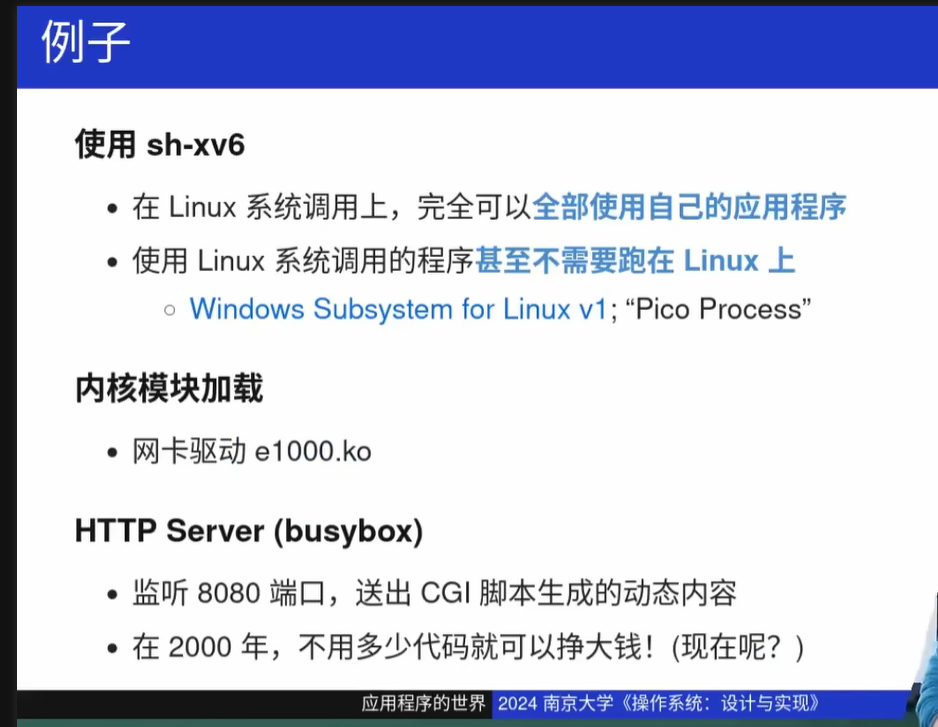 例子
使用 sh-xv6
在 Linux 系统调用上，完全可以全部使用自己的应用程序
使用 Linux 系统调用的程序甚至不需要跑在 Linux 上
Windows Subsystem for Linux v1; “Pico Process”
内核模块加载
网卡驱动 e1000.ko
HTTP Server (busybox)
监听 8080 端口，送出 CGI 脚本生成的动态内容
在 2000 年，不用多少代码就可以挣大钱！(现在呢？)
应用程序的世界 2024 南京大学《操作系统：设计与实现》